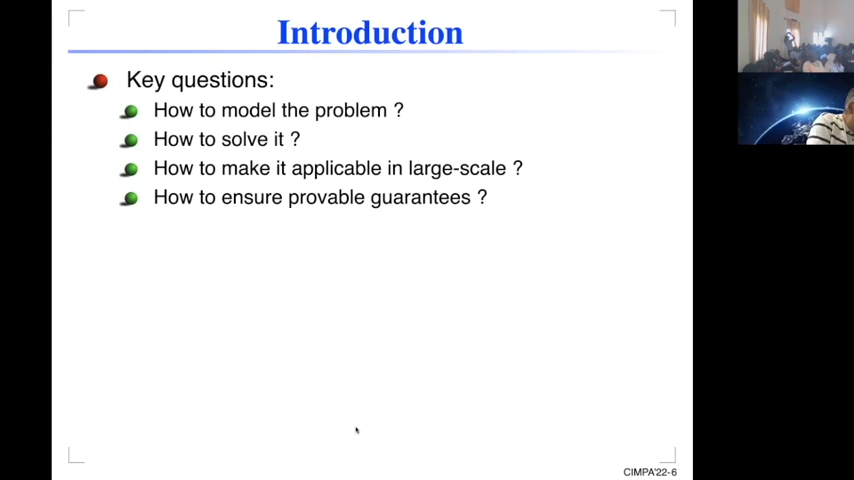 Introduction
Key questions:
How to model the problem ?
How to solve it ?
How to make it applicable in large-scale ?
How to ensure provable guarantees ?
CIMPA'22-6